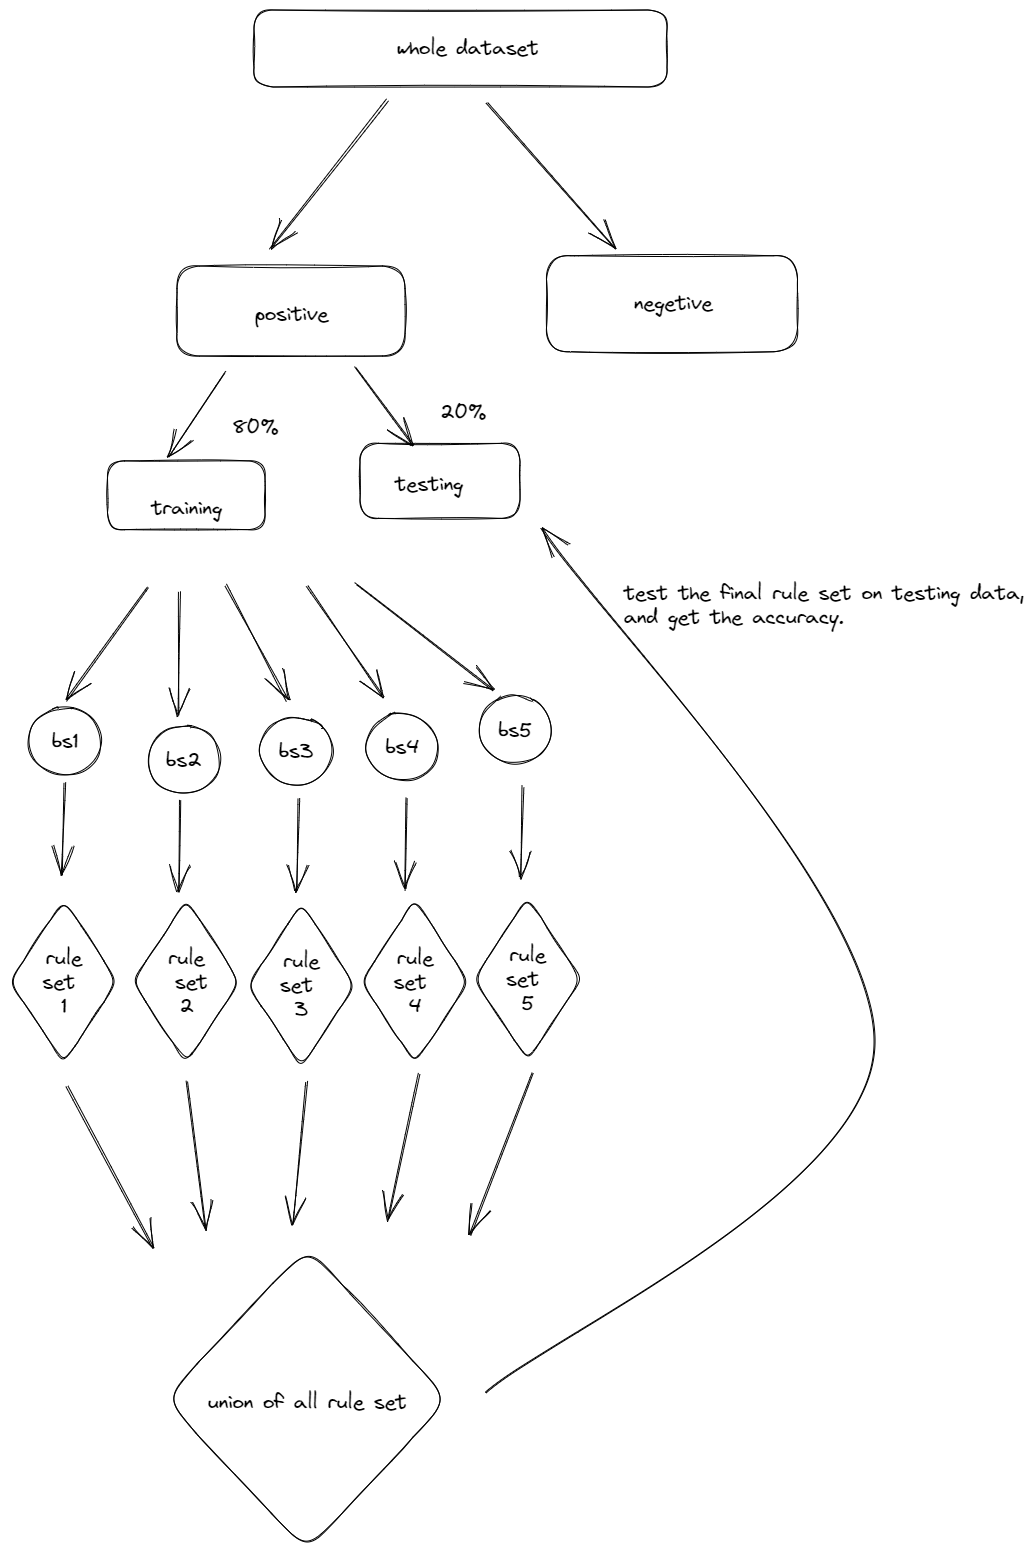 whole dataset
positive
negetive
80%
20%
training
testing
test the final rule set on testing data,
and get the accuracy.
bs1
bs2
bs3
bs4
bs5
rule
set
1
rule
set
2
rule
set
3
rule
set
4
rule
set
5
union of all rule set